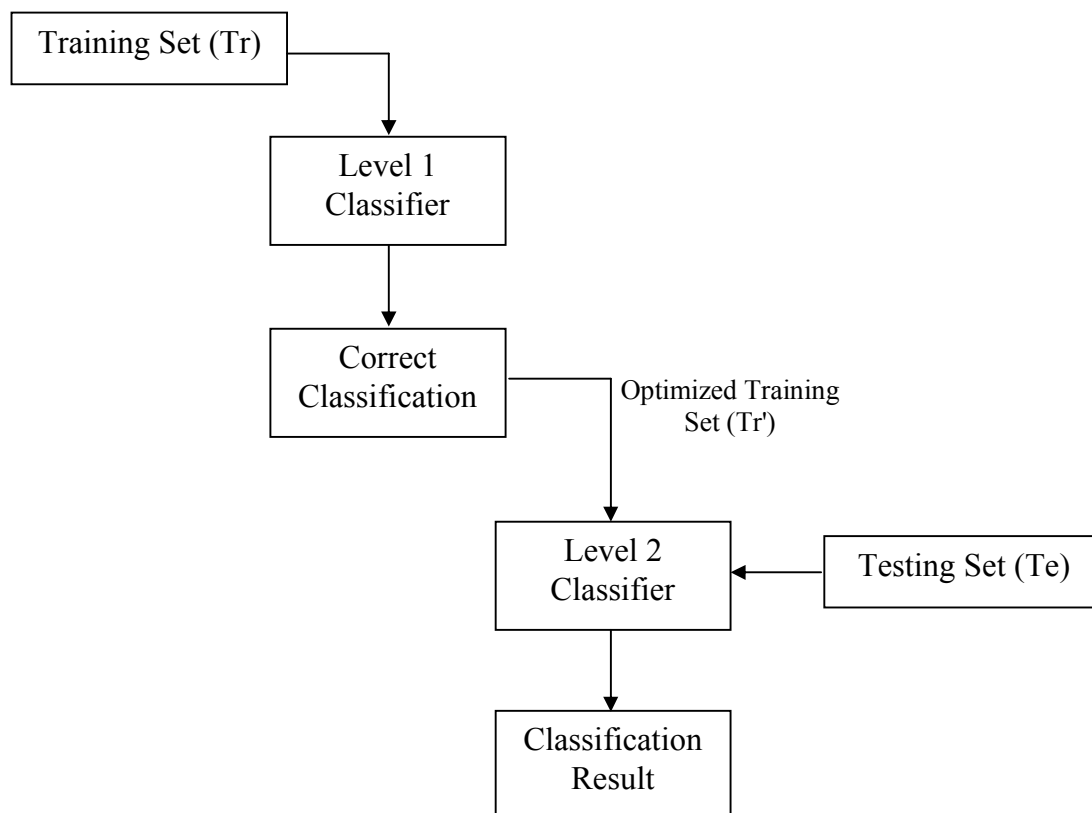 Training Set (Tr)
Level 1
Classifier
Correct
Classification
Optimized Training
Set (Tr')
Level 2
Classifier
Testing Set (Te)
Classification
Result